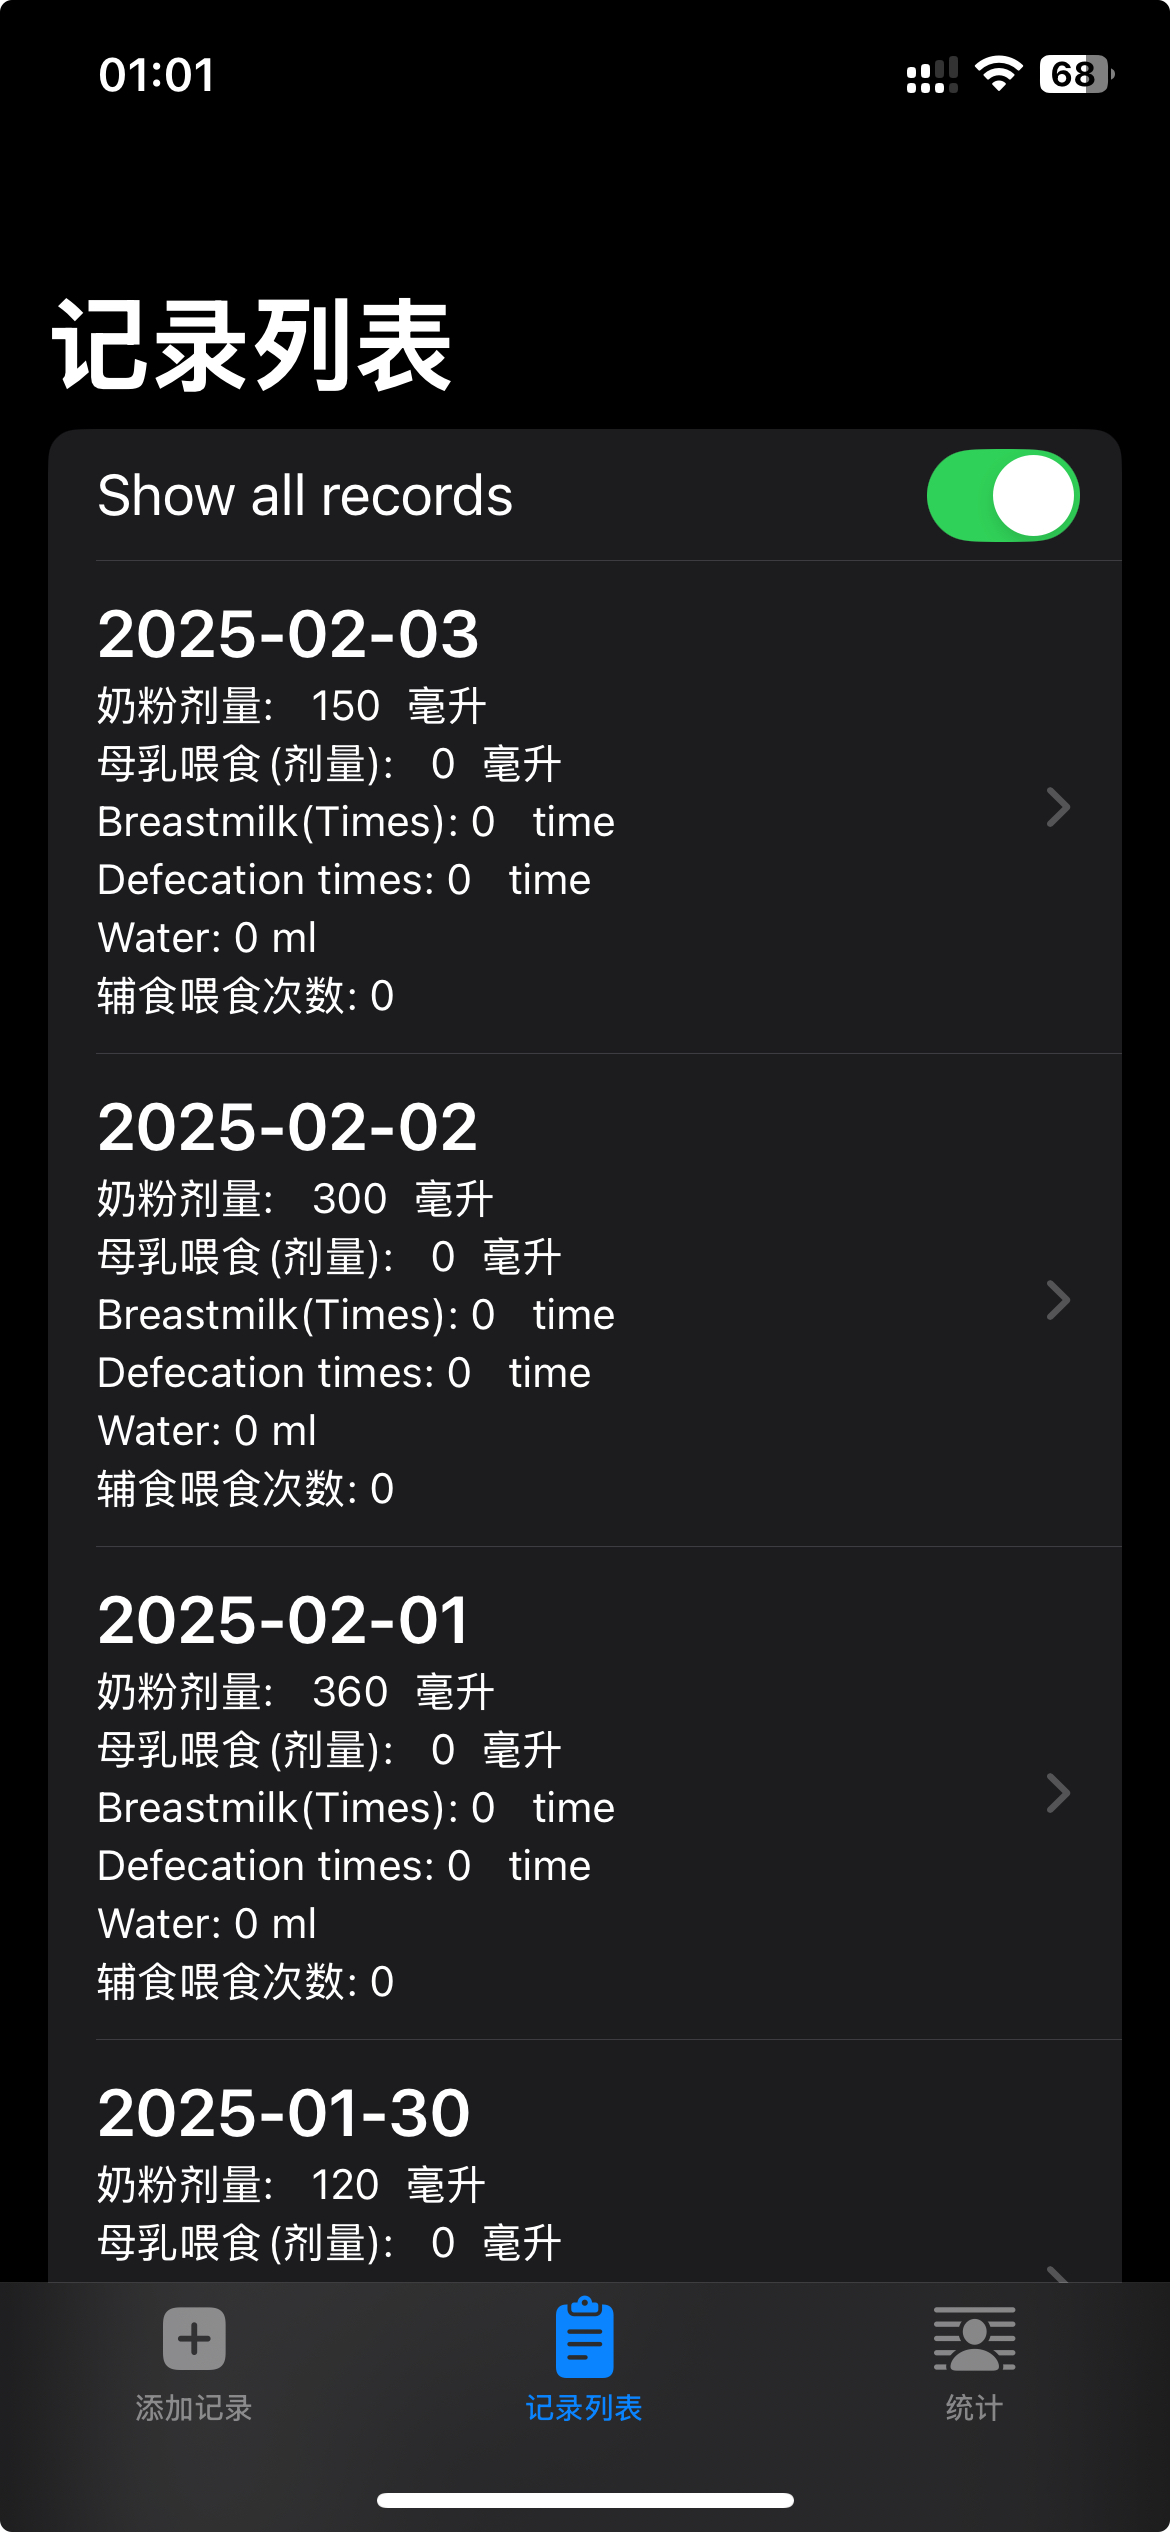 01:01
68
记录列表
Show all records
2025-02-03
奶粉剂量: 150 毫升
母乳喂食(剂量): 0 毫升
Breastmilk(Times): 0 time
Defecation times: 0 time
Water: 0 ml
辅食喂食次数: 0
2025-02-02
奶粉剂量: 300 毫升
母乳喂食(剂量): 0 毫升
Breastmilk(Times): 0 time
Defecation times: 0 time
Water: 0 ml
辅食喂食次数: 0
2025-02-01
奶粉剂量: 360 毫升
母乳喂食(剂量): 0 毫升
Breastmilk(Times): 0 time
Defecation times: 0 time
Water: 0 ml
辅食喂食次数: 0
2025-01-30
奶粉剂量: 120 毫升
母乳喂食(剂量): 0 毫升
添加记录
记录列表
统计